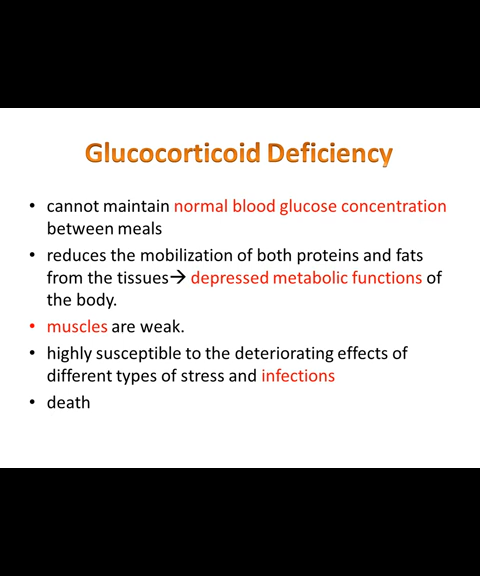 Glucocorticoid Deficiency
• cannot maintain normal blood glucose concentration
between meals
• reduces the mobilization of both proteins and fats
from the tissues→ depressed metabolic functions of
the body.
• muscles are weak.
• highly susceptible to the deteriorating effects of
different types of stress and infections
• death